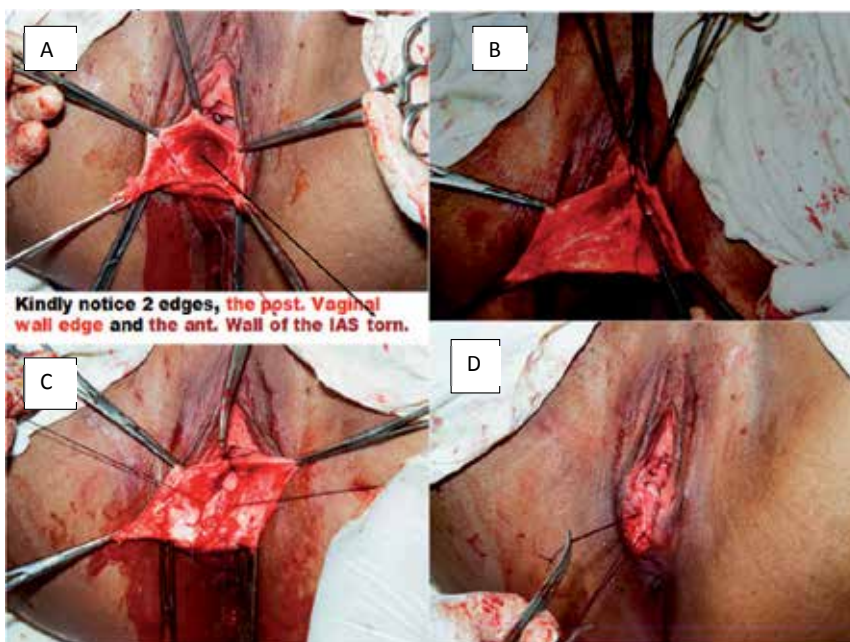 A
B
Kindly notice 2 edges, the post. Vaginal
wall edge and the ant. Wall of the IAS torn.
C
D